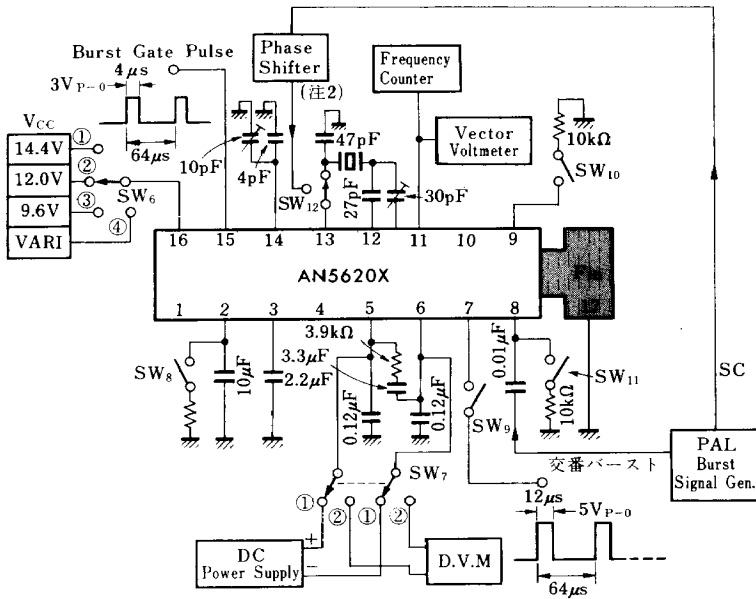 Burst Gate Pulse
4μs
3V P-0
64μs
Phase
Shifter
(注2)
Frequency
Counter
Vector
Voltmeter
VCC
14.4V
12.0V
9.6V
VARI
①
②
③
④
SW6
10pF
4pF
47pF
SW12
27pF
30pF
10kΩ
SW10
16 15 14 13 12 11 10 9
AN5620X
Fin
17
1 2 3 4 5 6 7 8
SW8
10μF
2.2μF
3.9kΩ
3.3μF
0.12μF
0.12μF
SW9
0.01μF
10kΩ
SW11
SC
SW7
① ② ① ②
交番バースト
PAL
Burst
Signal Gen.
+
−
DC
Power Supply
D.V.M
12μs
5V P-0
64μs